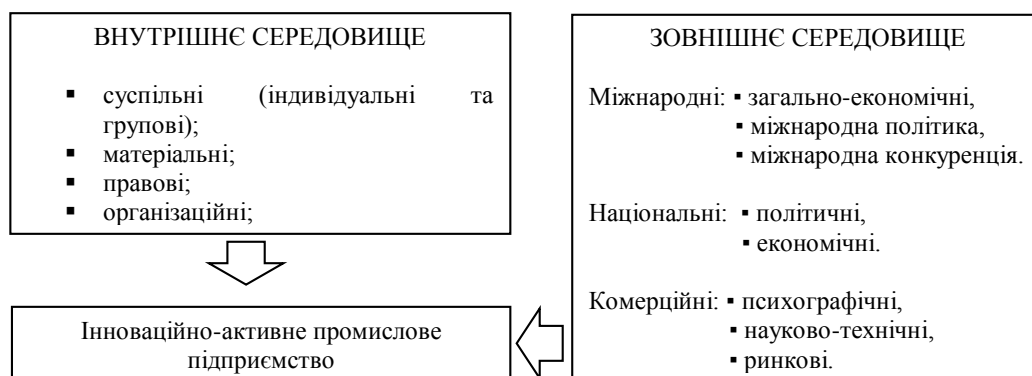 ВНУТРІШНЄ СЕРЕДОВИЩЕ
▪ суспільні (індивідуальні та
групові);
▪ матеріальні;
▪ правові;
▪ організаційні;
Інноваційно-активне промислове
підприємство
ЗОВНІШНЄ СЕРЕДОВИЩЕ
Міжнародні: ▪ загально-економічні,
▪ міжнародна політика,
▪ міжнародна конкуренція.
Національні: ▪ політичні,
▪ економічні.
Комерційні: ▪ психографічні,
▪ науково-технічні,
▪ ринкові.